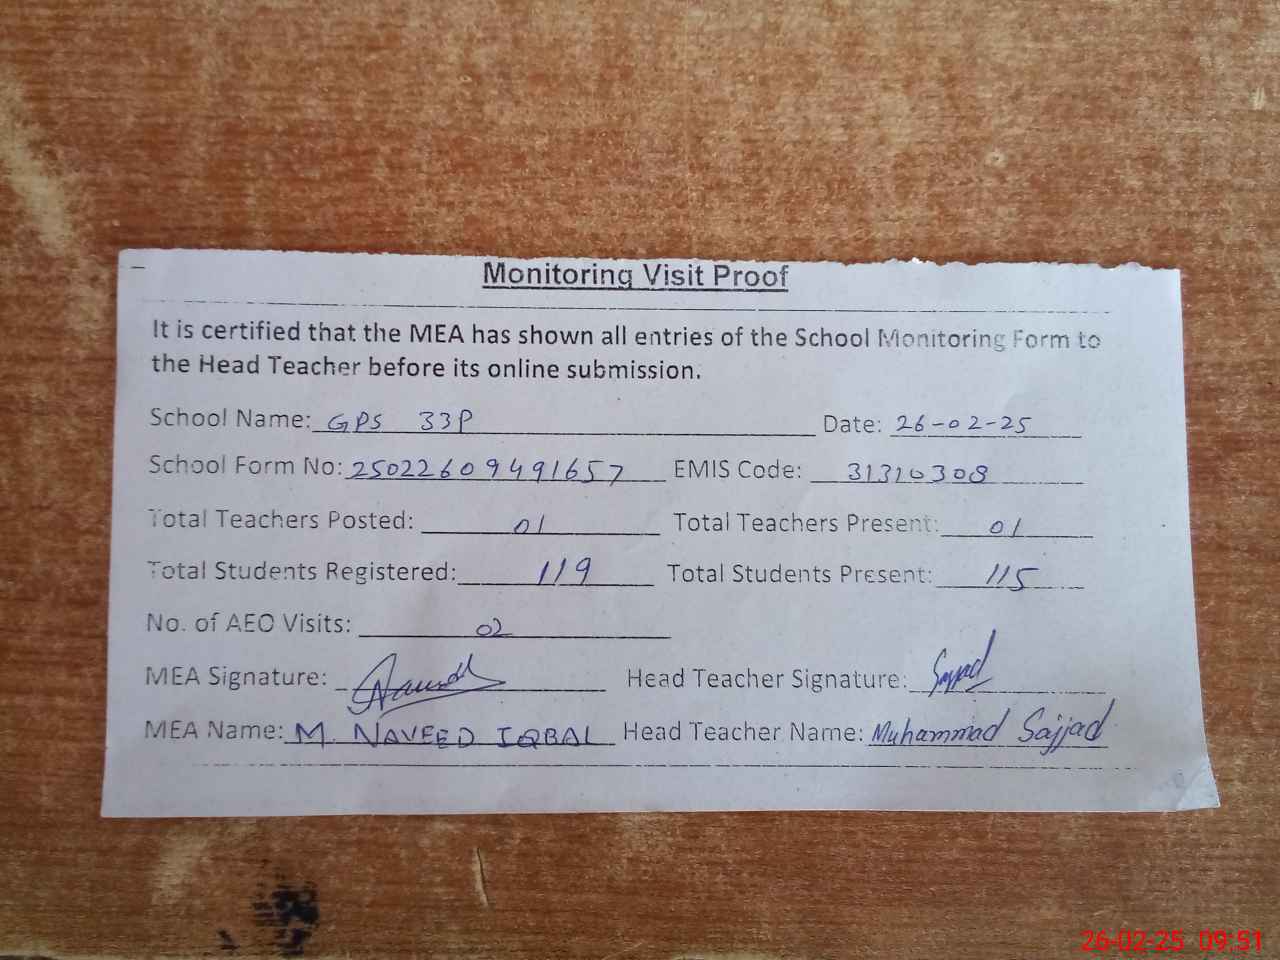 Monitoring Visit Proof
It is certified that the MEA has shown all entries of the School Monitoring Form to
the Head Teacher before its online submission.
School Name: GPS 33P Date: 26-02-25
School Form No: 25022609491657 EMIS Code: 31310308
Total Teachers Posted: 01 Total Teachers Present: 01
Total Students Registered: 119 Total Students Present: 115
No. of AEO Visits: 02
MEA Signature: Head Teacher Signature: Sajjad
MEA Name: M. NAVEED IQBAL Head Teacher Name: Muhammad Sajjad
26-02-25 09:51